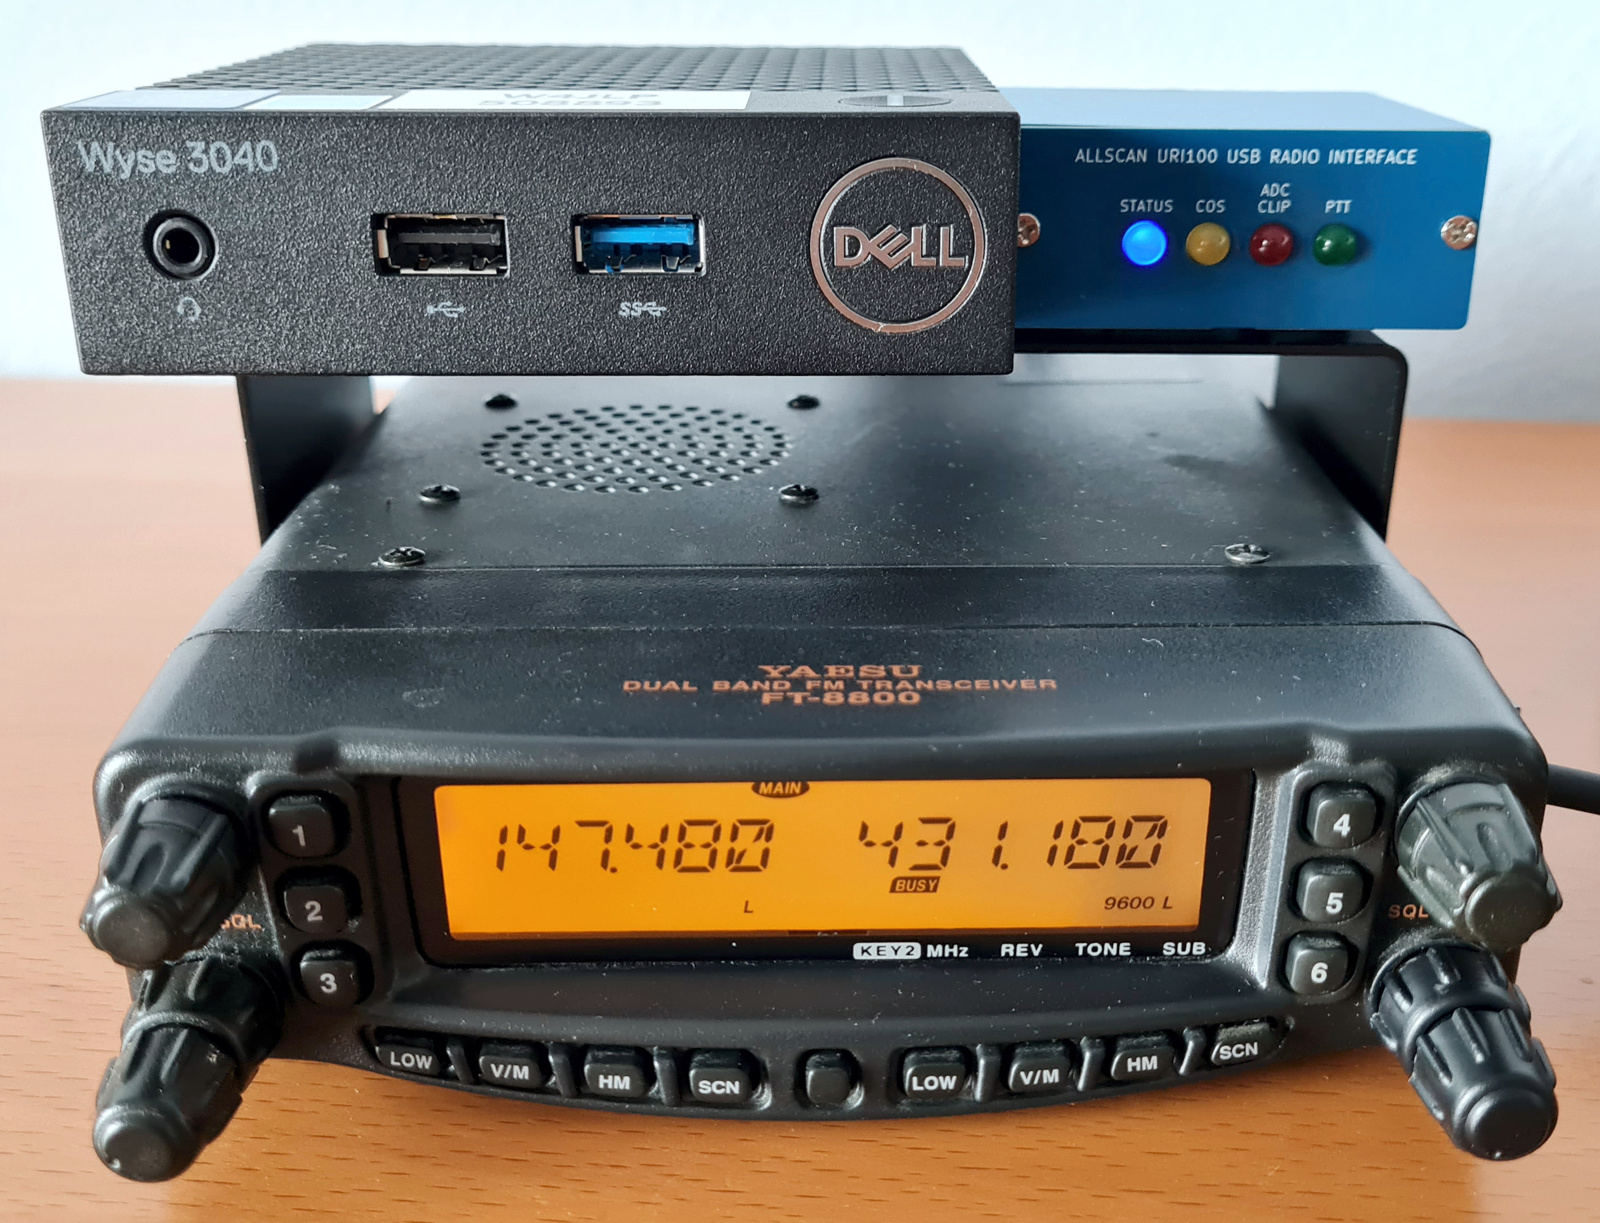 W4JLP
508893
Wyse 3040
DELL
SS
ALLSCAN URI100 USB RADIO INTERFACE
STATUS COS ADC CLIP PTT
YAESU
DUAL BAND FM TRANSCEIVER
FT-8800
MAIN
147.480 431.180
BUSY
L 9600 L
KEY2 MHz REV TONE SUB
1
2
SQL
3
4
5
SQL
6
LOW V/M HM SCN LOW V/M HM SCN